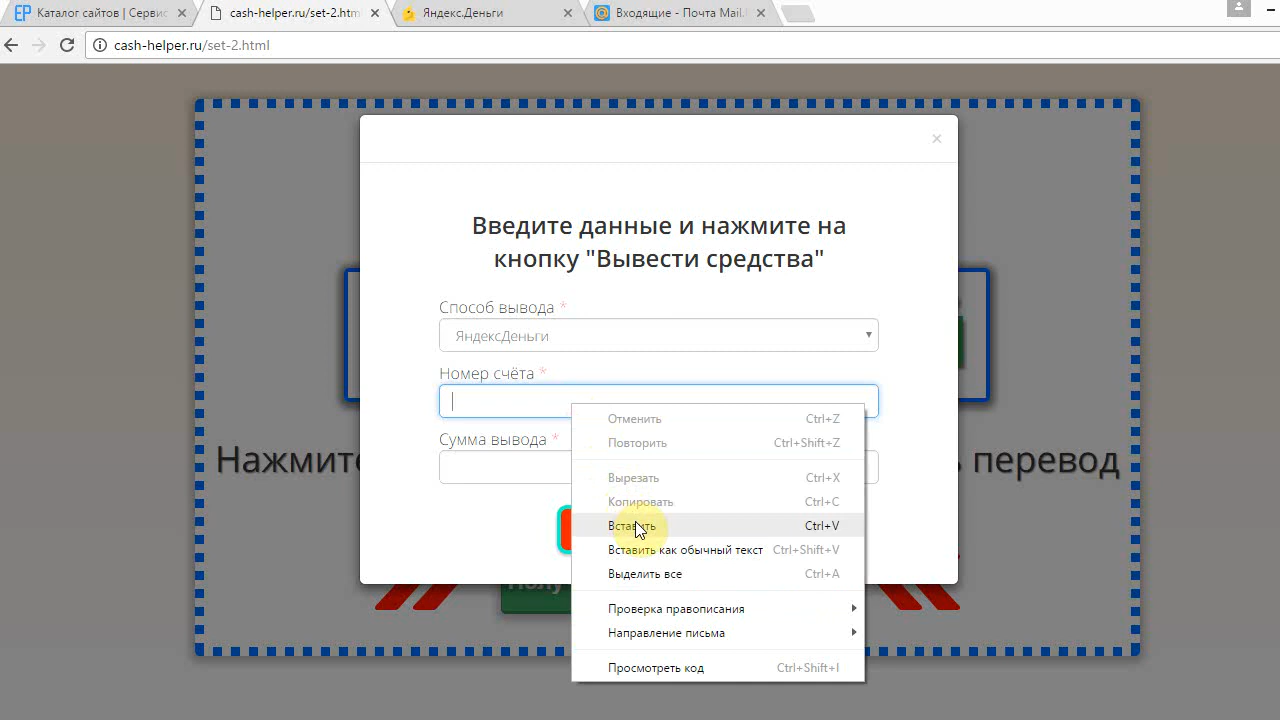 Каталог сайтов | Сервис
cash-helper.ru/set-2.htm
Яндекс.Деньги
Входящие - Почта Mail.
cash-helper.ru/set-2.html
×
Введите данные и нажмите на
кнопку "Вывести средства"
Способ вывода *
ЯндексДеньги
Номер счёта *
Сумма вывода *
Нажмите
перевод
Отменить Ctrl+Z
Повторить Ctrl+Shift+Z
Вырезать Ctrl+X
Копировать Ctrl+C
Вставить Ctrl+V
Вставить как обычный текст Ctrl+Shift+V
Выделить все Ctrl+A
Проверка правописания
Направление письма
Просмотреть код Ctrl+Shift+I